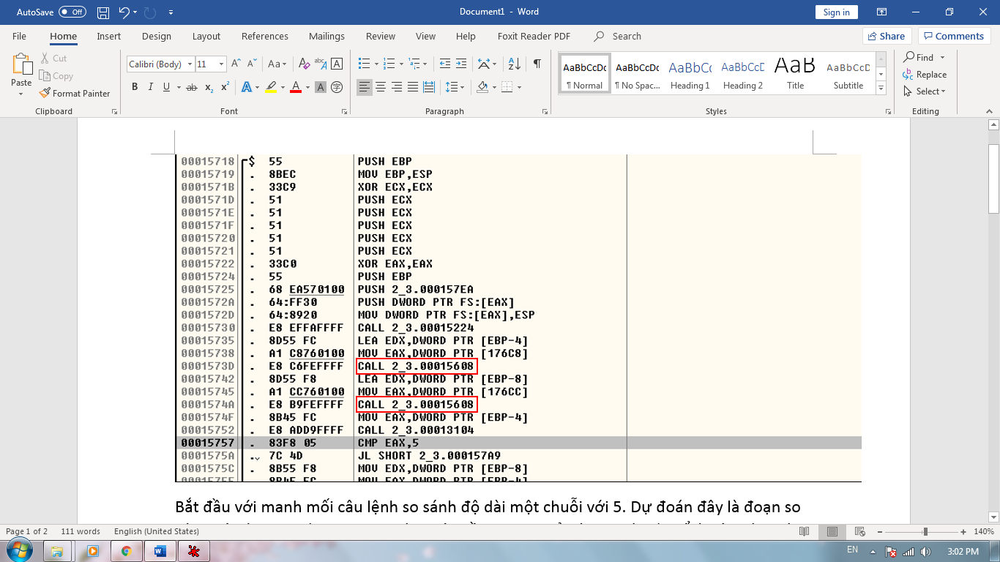 AutoSave Off Document1 - Word Sign in
File Home Insert Design Layout References Mailings Review View Help Foxit Reader PDF Search Share Comments
Paste Cut Copy Format Painter
Calibri (Body) 11
AaBbCcDc AaBbCcDc AaBbCc AaBbCcD AaB AaBbCcD
¶ Normal ¶ No Spac... Heading 1 Heading 2 Title Subtitle
Find Replace Select
Clipboard Font Paragraph Styles Editing
00015718 $ 55 PUSH EBP
00015719 . 8BEC MOV EBP,ESP
0001571B . 33C9 XOR ECX,ECX
0001571D . 51 PUSH ECX
0001571E . 51 PUSH ECX
0001571F . 51 PUSH ECX
00015720 . 51 PUSH ECX
00015721 . 51 PUSH ECX
00015722 . 33C0 XOR EAX,EAX
00015724 . 55 PUSH EBP
00015725 . 68 EA570100 PUSH 2_3.000157EA
0001572A . 64:FF30 PUSH DWORD PTR FS:[EAX]
0001572D . 64:8920 MOV DWORD PTR FS:[EAX],ESP
00015730 . E8 EFFAFFFF CALL 2_3.00015224
00015735 . 8D55 FC LEA EDX,DWORD PTR [EBP-4]
00015738 . A1 C8760100 MOV EAX,DWORD PTR [176C8]
0001573D . E8 C6FEFFFF CALL 2_3.00015608
00015742 . 8D55 F8 LEA EDX,DWORD PTR [EBP-8]
00015745 . A1 CC760100 MOV EAX,DWORD PTR [176CC]
0001574A . E8 B9FEFFFF CALL 2_3.00015608
0001574F . 8B45 FC MOV EAX,DWORD PTR [EBP-4]
00015752 . E8 ADD9FFFF CALL 2_3.00013104
00015757 . 83F8 05 CMP EAX,5
0001575A . 7C 4D JL SHORT 2_3.000157A9
0001575C . 8B55 F8 MOV EDX,DWORD PTR [EBP-8]
0001575F . 8B45 FC MOV EAX,DWORD PTR [EBP-4]
Bắt đầu với manh mối câu lệnh so sánh độ dài một chuỗi với 5. Dự đoán đây là đoạn so
Page 1 of 2 111 words English (United States) 140%
EN 3:02 PM